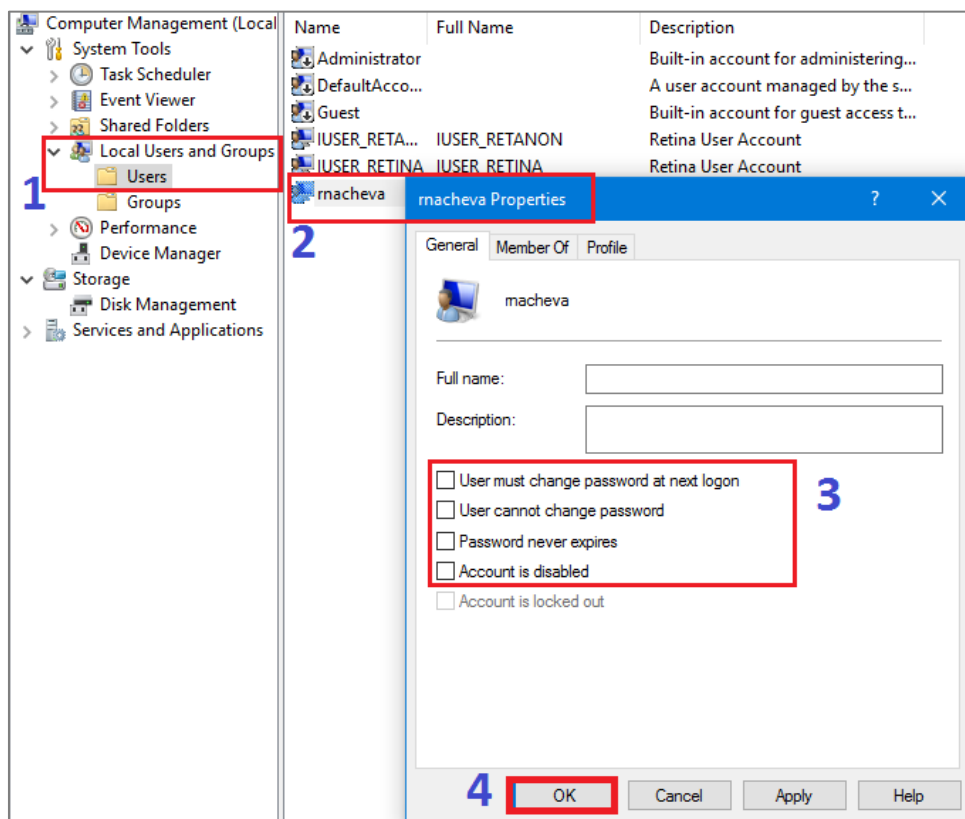 Computer Management (Local
System Tools
Task Scheduler
Event Viewer
Shared Folders
Local Users and Groups
Users
Groups
Performance
Device Manager
Storage
Disk Management
Services and Applications
1
Name Full Name Description
Administrator Built-in account for administering...
DefaultAcco... A user account managed by the s...
Guest Built-in account for guest access t...
IUSER_RETA... IUSER_RETANON Retina User Account
IUSER_RETINA IUSER_RETINA Retina User Account
rnacheva
2
rnacheva Properties ? ×
General Member Of Profile
rnacheva
Full name:
Description:
User must change password at next logon
User cannot change password
Password never expires
Account is disabled
Account is locked out
3
4
OK Cancel Apply Help